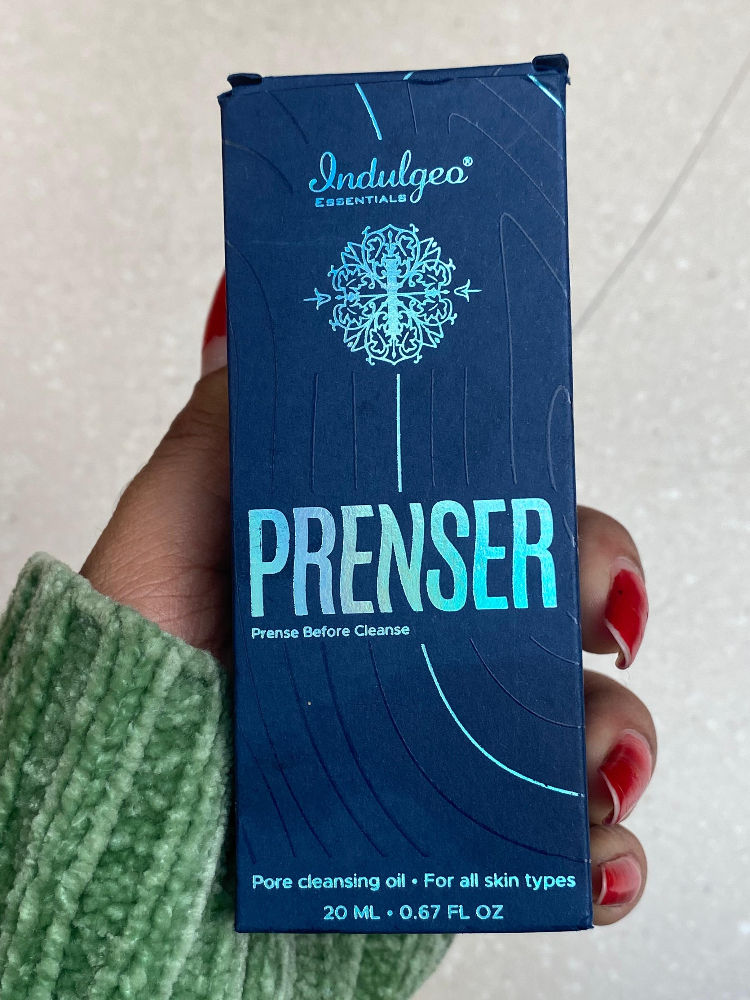 Indulgeo®
ESSENTIALS
PRENSER
Prense Before Cleanse
Pore cleansing oil • For all skin types
20 ML • 0.67 FL OZ